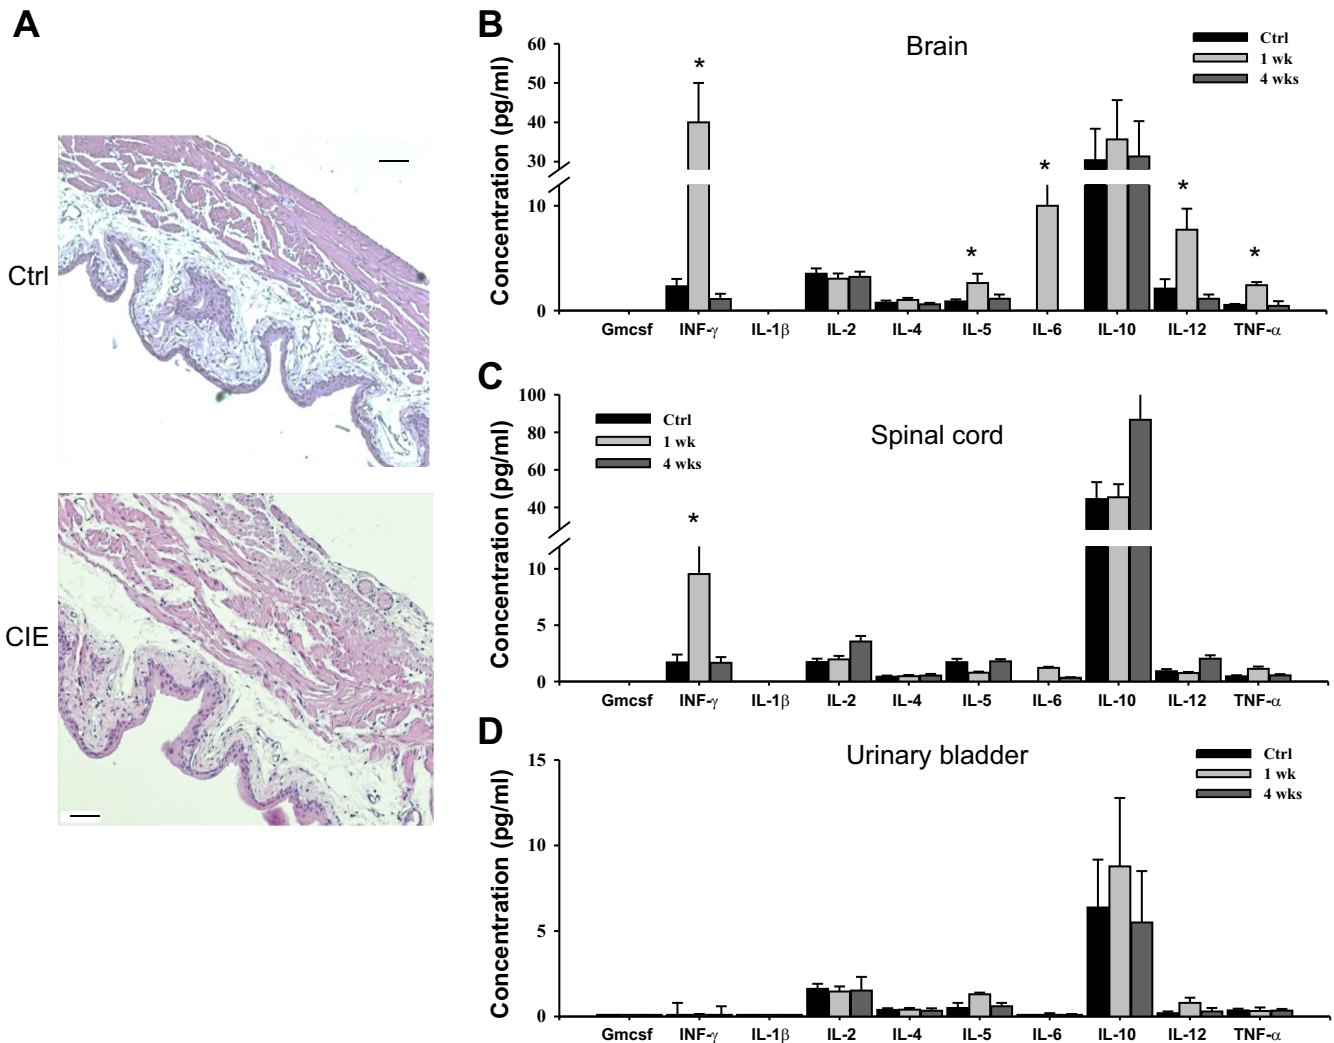 A
Ctrl
CIE
B
Brain
Ctrl
1 wk
4 wks
Concentration (pg/ml)
60
50
40
30
10
0
Gmcsf INF-γ IL-1β IL-2 IL-4 IL-5 IL-6 IL-10 IL-12 TNF-α
* * * * *
C
Spinal cord
Ctrl
1 wk
4 wks
Concentration (pg/ml)
100
80
60
40
10
5
0
*
Gmcsf INF-γ IL-1β IL-2 IL-4 IL-5 IL-6 IL-10 IL-12 TNF-α
D
Urinary bladder
Ctrl
1 wk
4 wks
Concentration (pg/ml)
15
10
5
0
Gmcsf INF-γ IL-1β IL-2 IL-4 IL-5 IL-6 IL-10 IL-12 TNF-α